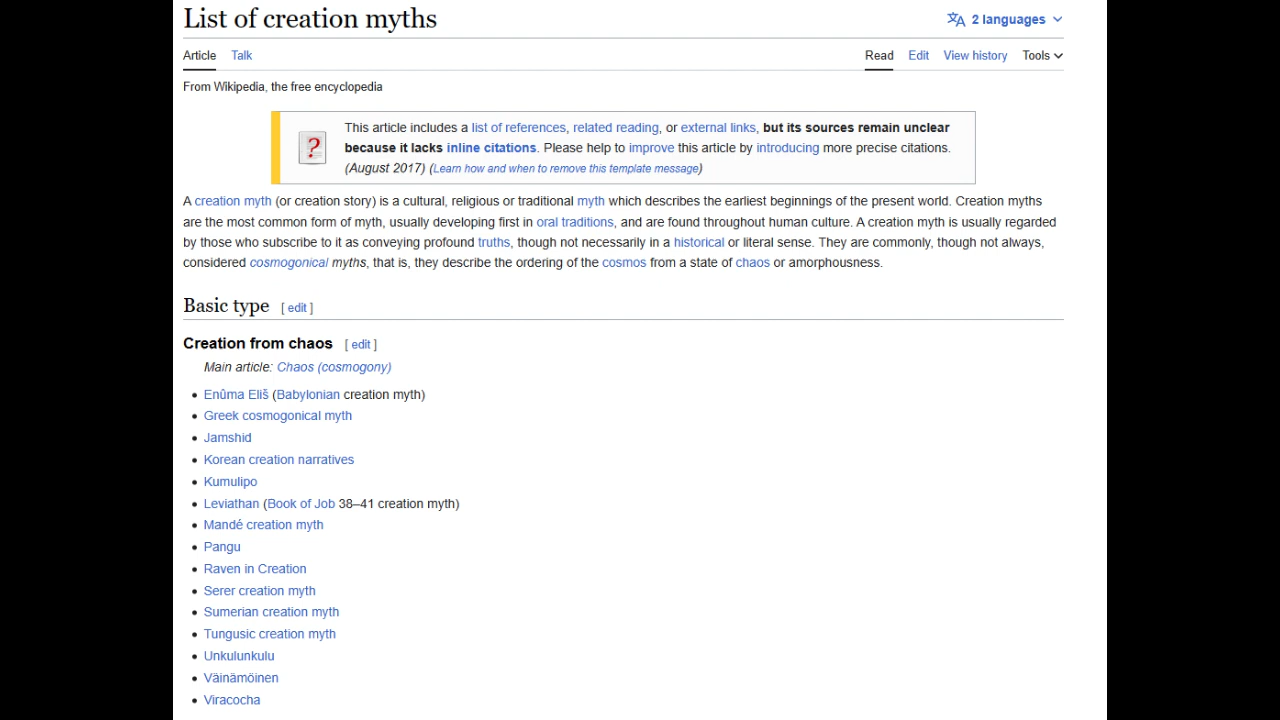 List of creation myths
2 languages
Article Talk
Read Edit View history Tools
From Wikipedia, the free encyclopedia
This article includes a list of references, related reading, or external links, but its sources remain unclear
because it lacks inline citations. Please help to improve this article by introducing more precise citations.
(August 2017) (Learn how and when to remove this template message)
A creation myth (or creation story) is a cultural, religious or traditional myth which describes the earliest beginnings of the present world. Creation myths
are the most common form of myth, usually developing first in oral traditions, and are found throughout human culture. A creation myth is usually regarded
by those who subscribe to it as conveying profound truths, though not necessarily in a historical or literal sense. They are commonly, though not always,
considered cosmogonical myths, that is, they describe the ordering of the cosmos from a state of chaos or amorphousness.
Basic type [ edit ]
Creation from chaos [ edit ]
Main article: Chaos (cosmogony)
• Enûma Eliš (Babylonian creation myth)
• Greek cosmogonical myth
• Jamshid
• Korean creation narratives
• Kumulipo
• Leviathan (Book of Job 38–41 creation myth)
• Mandé creation myth
• Pangu
• Raven in Creation
• Serer creation myth
• Sumerian creation myth
• Tungusic creation myth
• Unkulunkulu
• Väinämöinen
• Viracocha